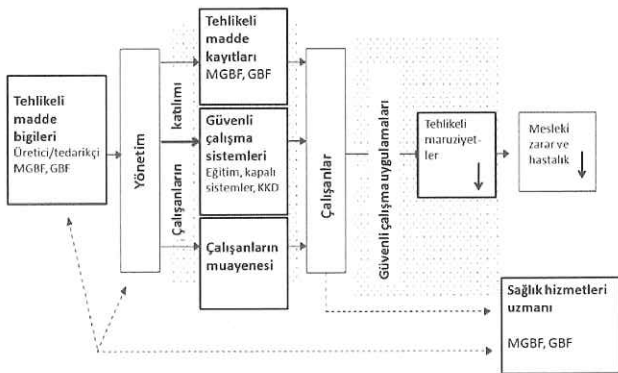 Tehlikeli
madde
bigileri
Üretici/tedarikçi
MGBF, GBF
Yönetim
Çalışanların katılımı
Tehlikeli
madde
kayıtları
MGBF, GBF
Güvenli
çalışma
sistemleri
Eğitim, kapalı
sistemler, KKD
Çalışanların
muayenesi
Çalışanlar
Güvenli çalışma uygulamaları
Tehlikeli
maruziyet-
ler
Mesleki
zarar ve
hastalık
Sağlık hizmetleri
uzmanı
MGBF, GBF